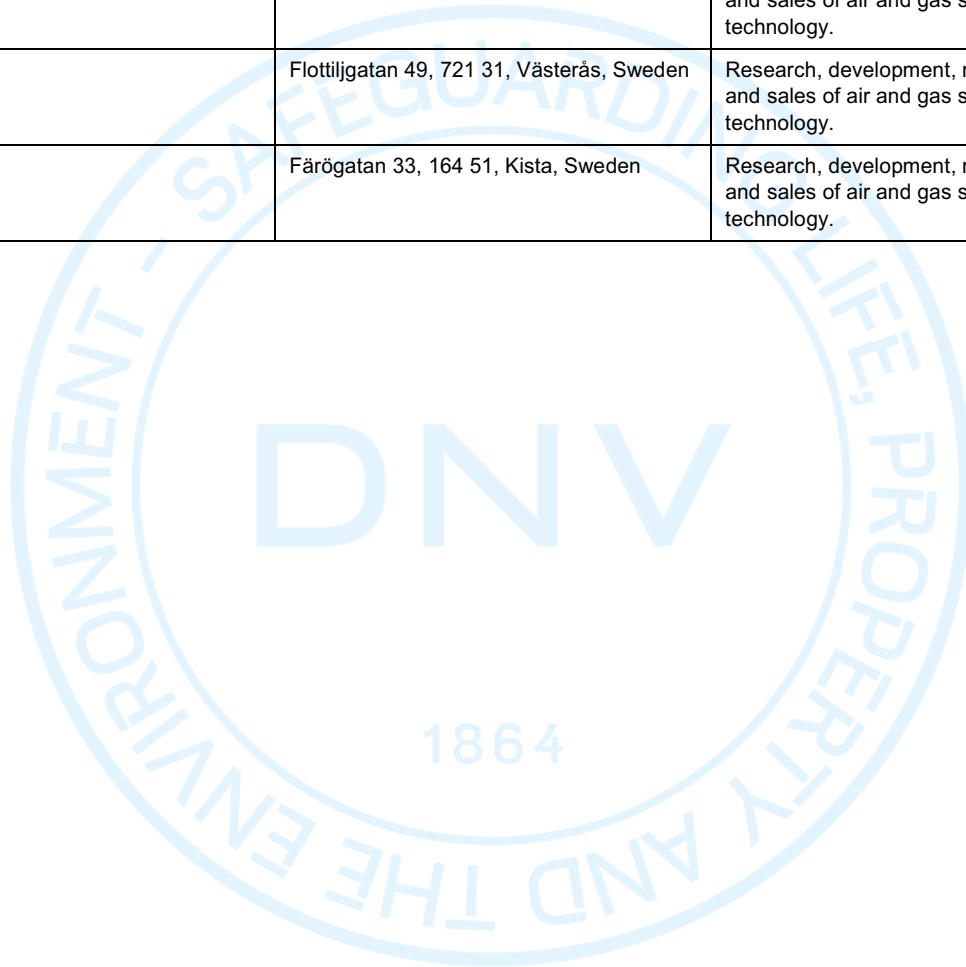 and sales of air and gas
technology.
Flottiljgatan 49, 721 31, Västerås, Sweden
Research, development,
and sales of air and gas
technology.
Färögatan 33, 164 51, Kista, Sweden
Research, development,
and sales of air and gas
technology.
SAFEGUARDING LIFE, PROPERTY AND THE ENVIRONMENT -
DNV
1864